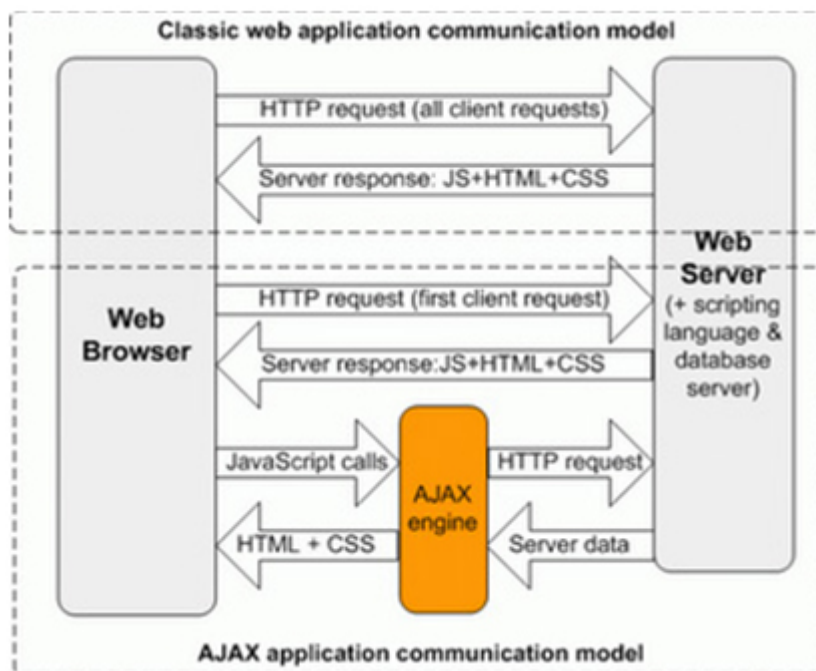 Classic web application communication model
HTTP request (all client requests)
Server response: JS+HTML+CSS
Web
Browser
Web
Server
(+ scripting
language &
database
server)
HTTP request (first client request)
Server response:JS+HTML+CSS
JavaScript calls
AJAX
engine
HTTP request
HTML + CSS
Server data
AJAX application communication model